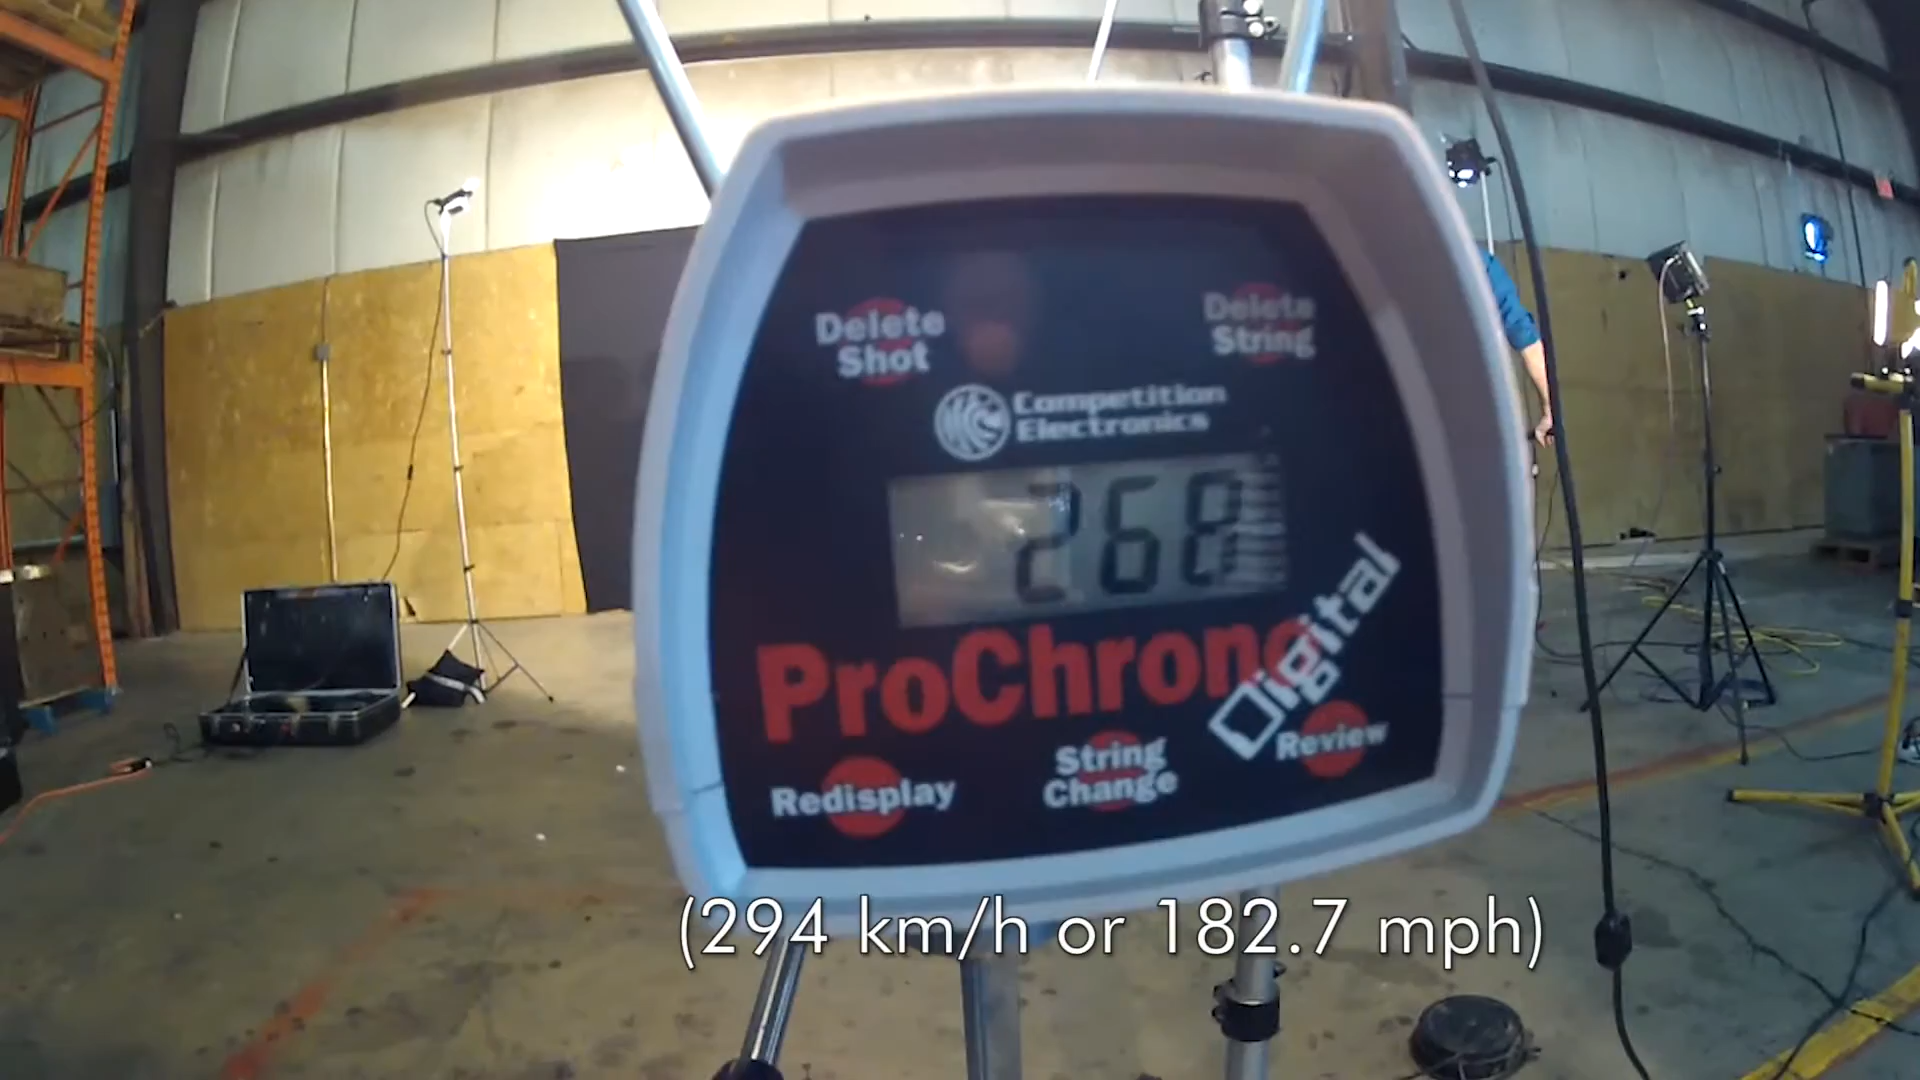 Delete
Shot
Delete
String
Competition
Electronics
268
ProChrono
Digital
Redisplay
String
Change
Review
(294 km/h or 182.7 mph)